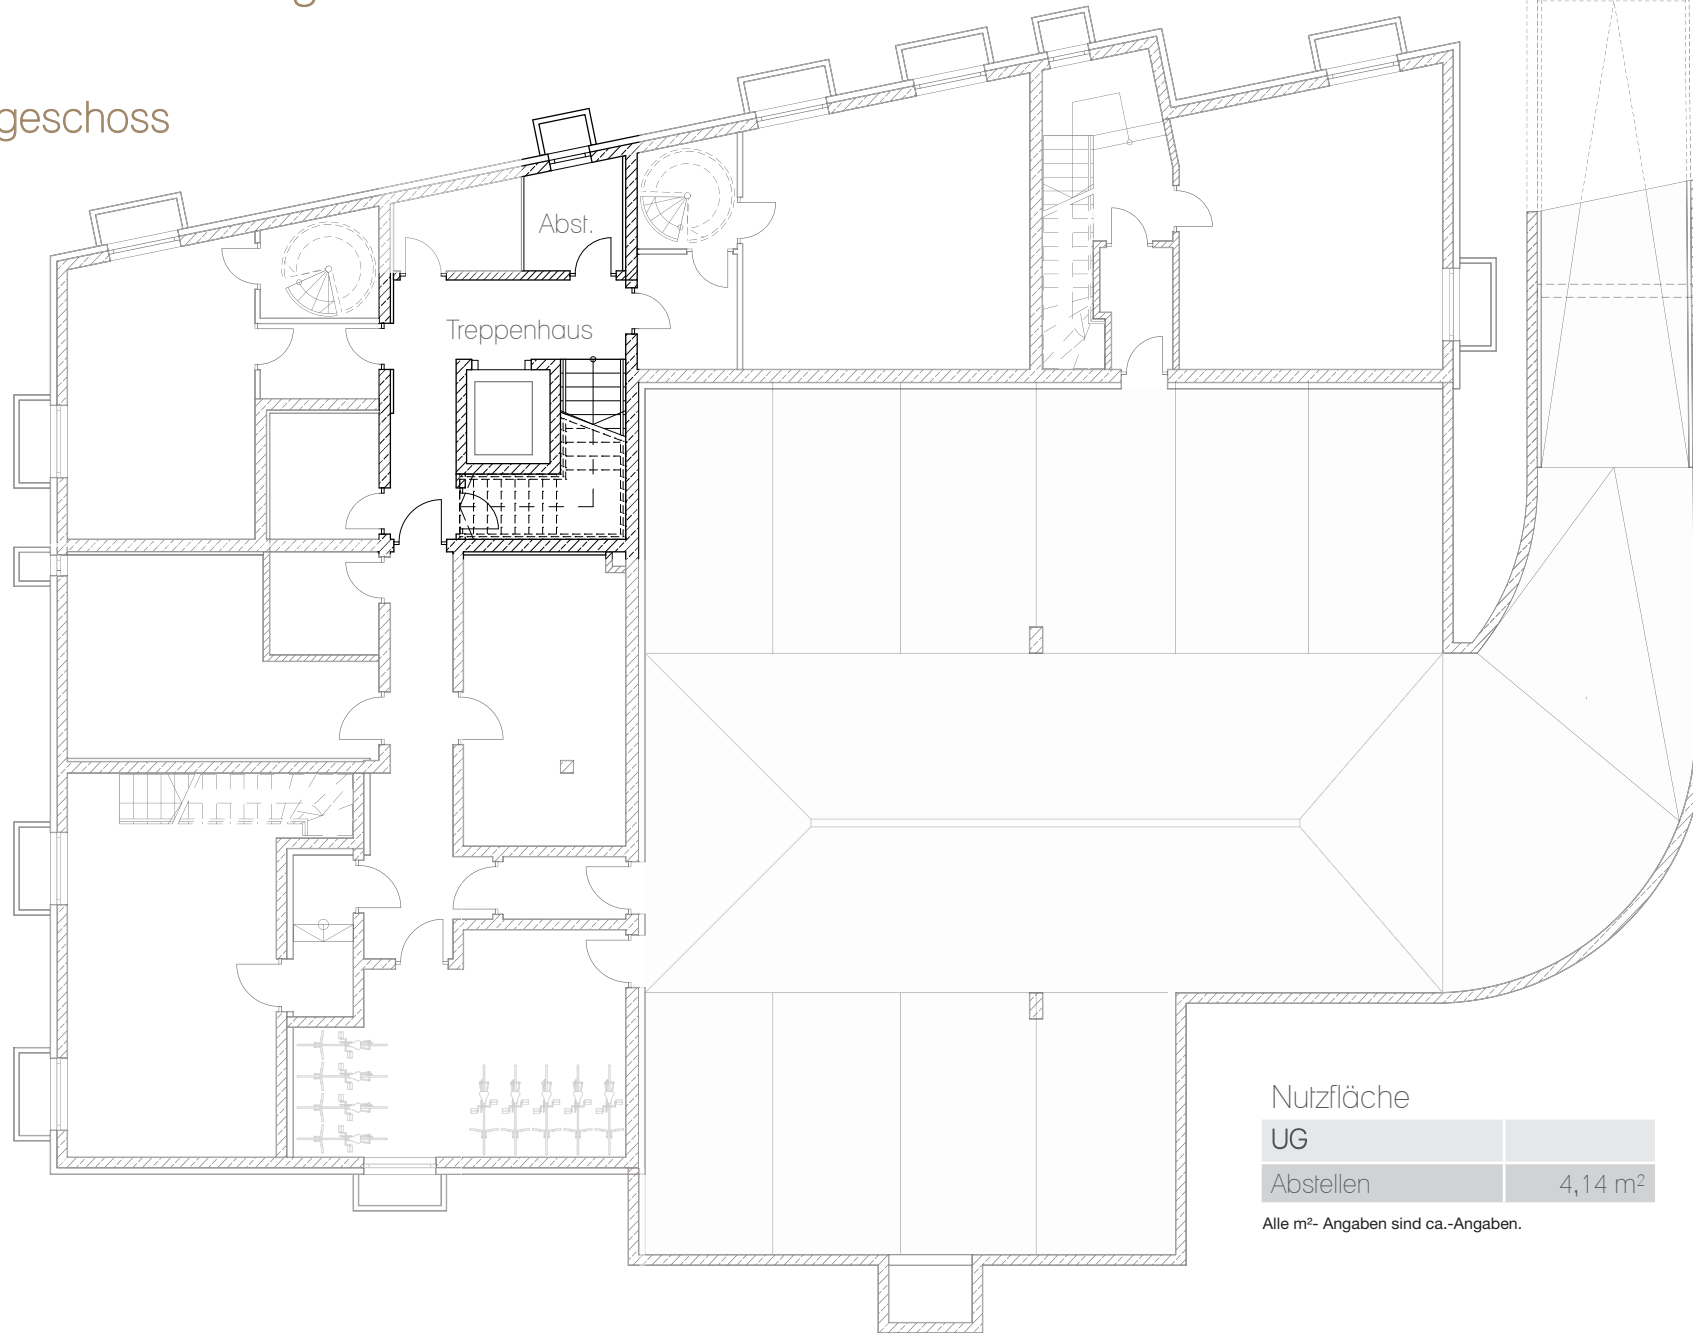 geschoss
Abst.
Treppenhaus
Nutzfläche
UG
Abstellen 4,14 m²
Alle m²- Angaben sind ca.-Angaben.